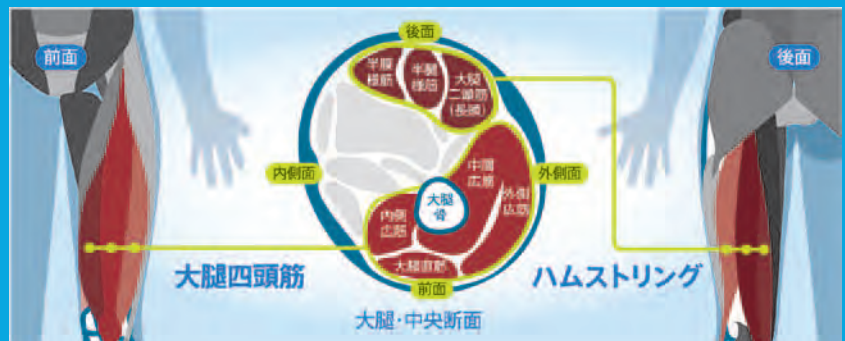 前面
後面
後面
半膜
様筋
半腱
様筋
大腿
二頭筋
(長頭)
内側面
外側面
中間
広筋
大腿
骨
外側
広筋
内側
広筋
大腿直筋
前面
大腿四頭筋
ハムストリング
大腿・中央断面